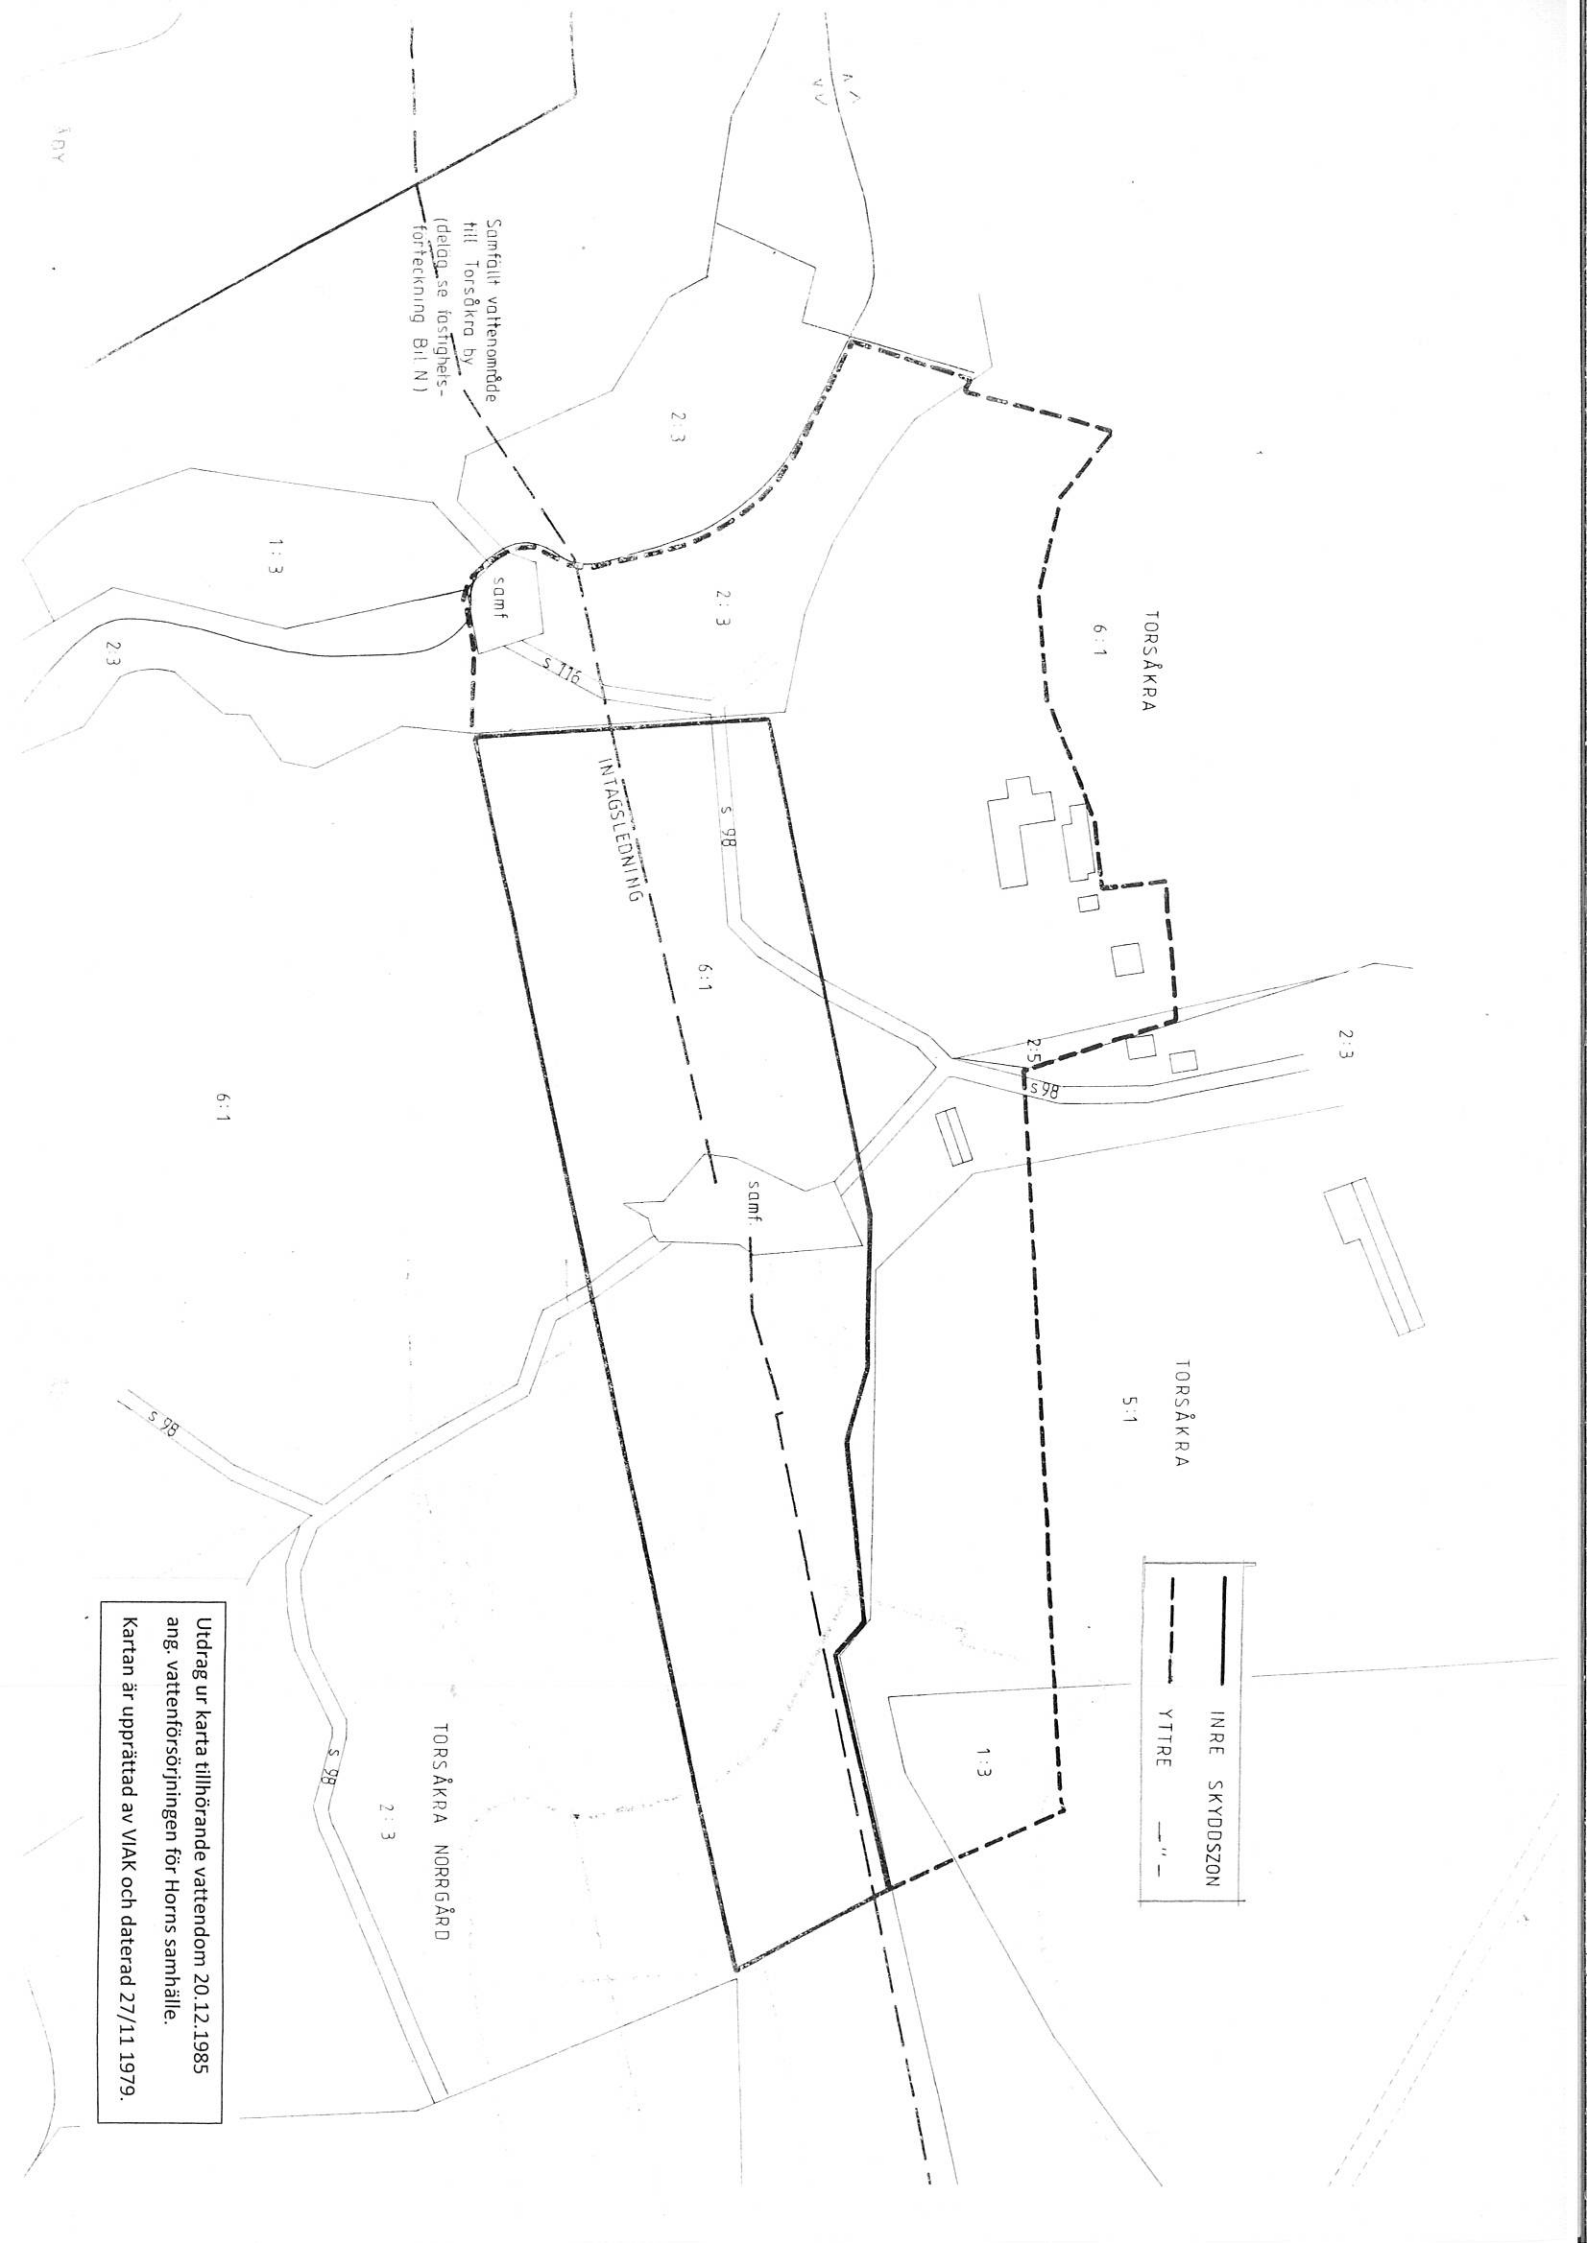 ÅBY
Samfällt vattenområde
till Torsåkra by
(deläg se fastighets-
förteckning Bil N)
2:3
1:3
samf
2:3
2:3
s 116
TORSÅKRA
6:1
INTAGSLEDNING
s 98
6:1
6:1
2:5
s 98
2:3
samf.
TORSÅKRA
5:1
s 98
INRE SKYDDSZON
YTTRE —"—
1:3
s 98
TORSÅKRA NORRGÅRD
2:3
Utdrag ur karta tillhörande vattendom 20.12.1985
ang. vattenförsörjningen för Horns samhälle.
Kartan är upprättad av VIAK och daterad 27/11 1979.